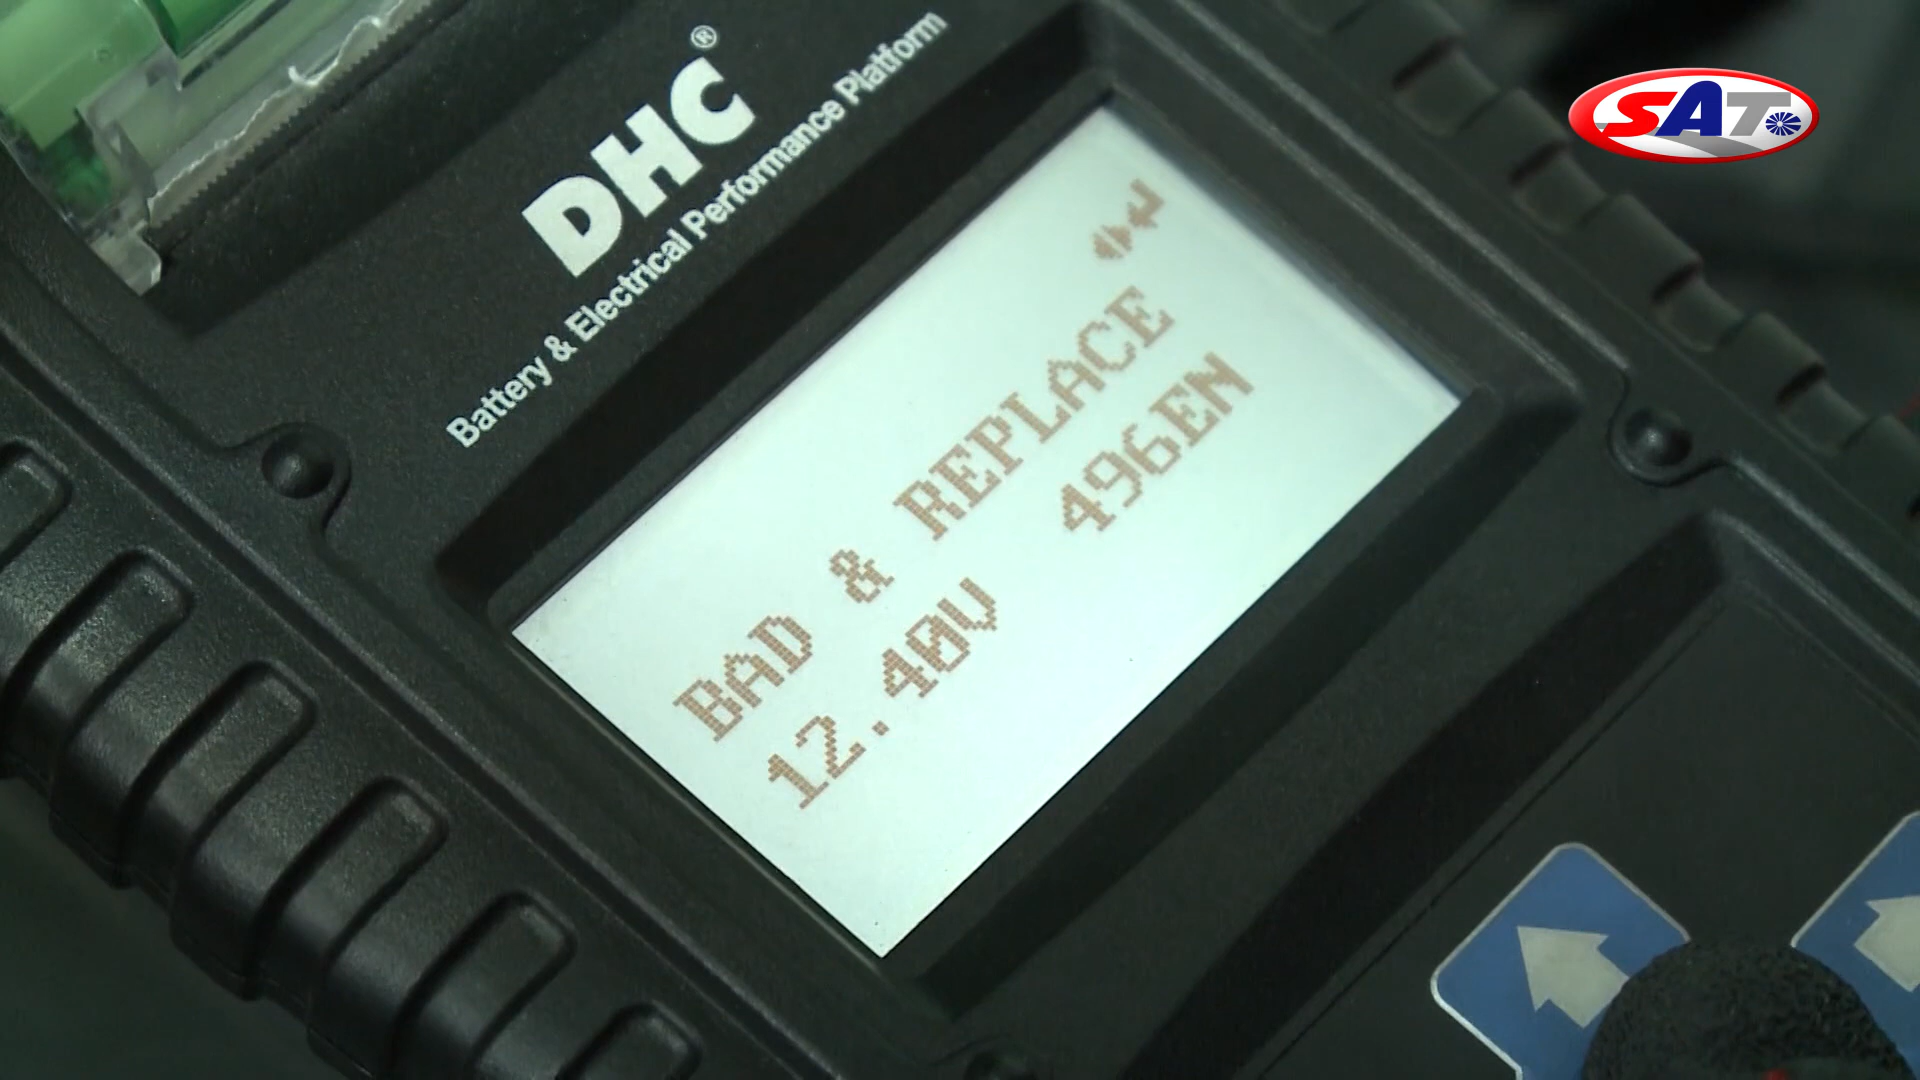 DHC®
Battery & Electrical Performance Platform
BAD & REPLACE
12.40V 496EN
SAT